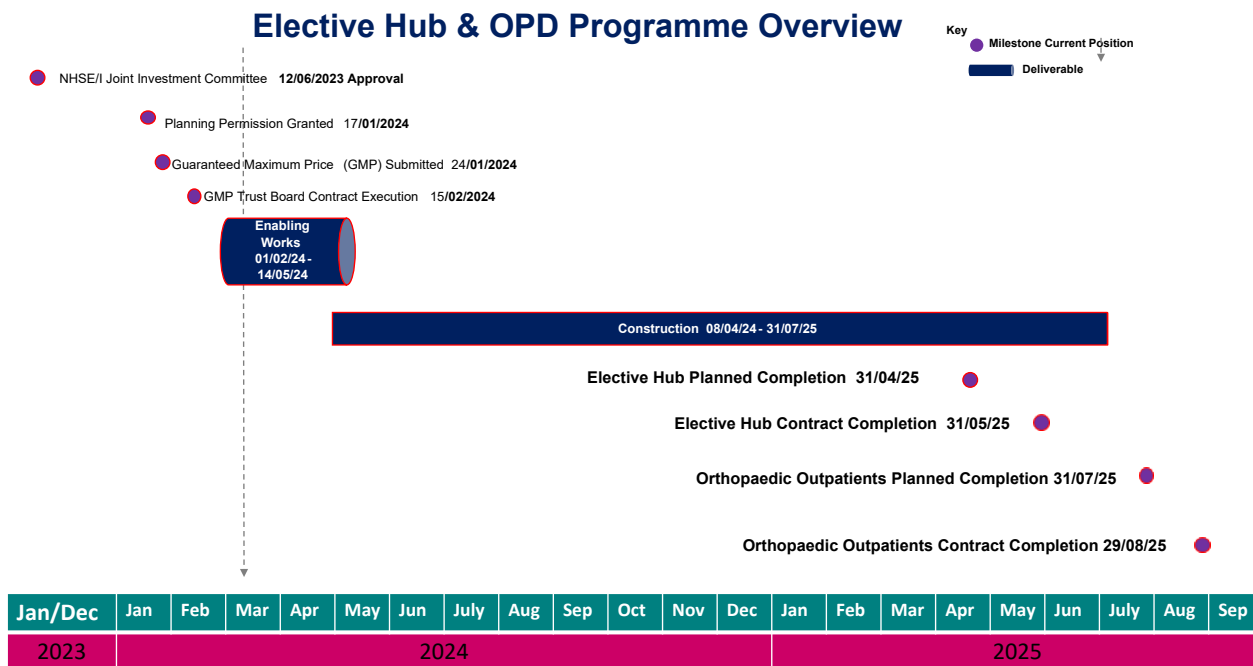 Elective Hub & OPD Programme Overview
Key
Milestone Current Position
Deliverable
NHSE/I Joint Investment Committee 12/06/2023 Approval
Planning Permission Granted 17/01/2024
Guaranteed Maximum Price (GMP) Submitted 24/01/2024
GMP Trust Board Contract Execution 15/02/2024
Enabling
Works
01/02/24-
14/05/24
Construction 08/04/24- 31/07/25
Elective Hub Planned Completion 31/04/25
Elective Hub Contract Completion 31/05/25
Orthopaedic Outpatients Planned Completion 31/07/25
Orthopaedic Outpatients Contract Completion 29/08/25
Jan/Dec Jan Feb Mar Apr May Jun July Aug Sep Oct Nov Dec Jan Feb Mar Apr May Jun July Aug Sep
2023 2024 2025